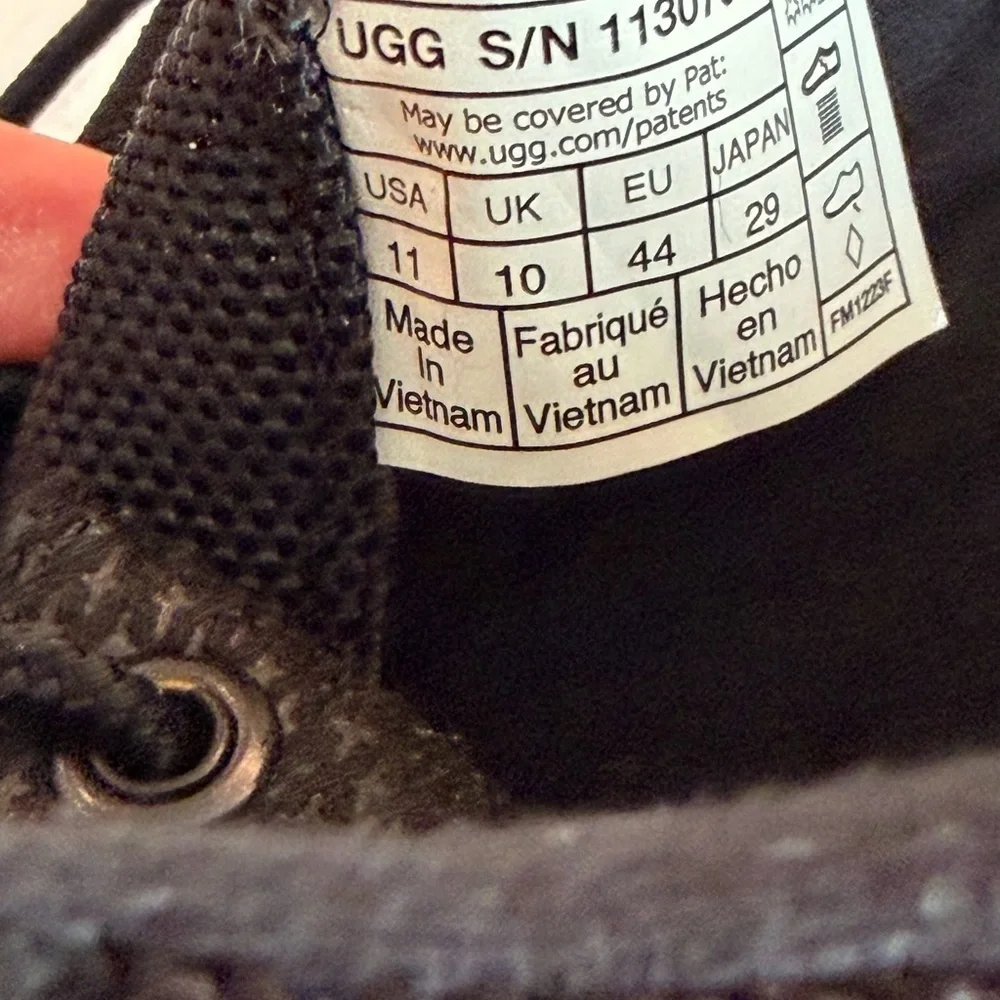 UGG S/N 11307
May be covered by Pat:
www.ugg.com/patents
USA UK EU JAPAN
11 10 44 29
Made
In
Vietnam
Fabriqué
au
Vietnam
Hecho
en
Vietnam
FM1223F